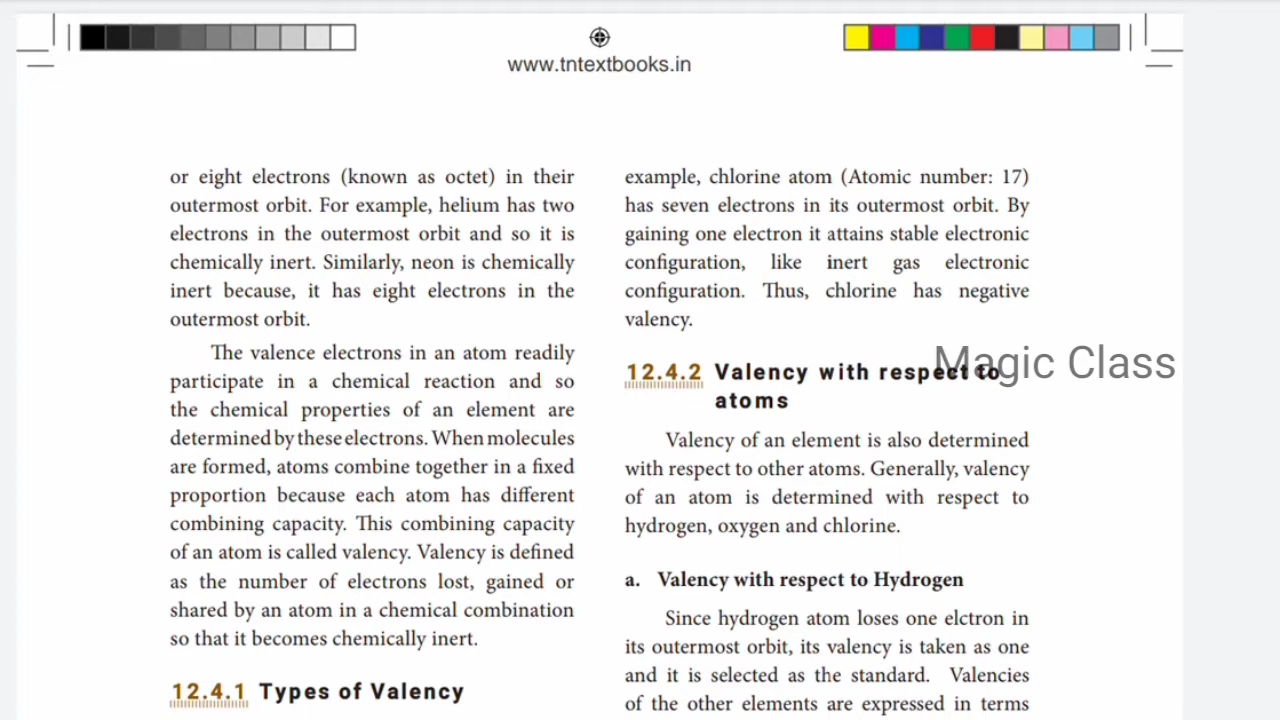 www.tntextbooks.in
or eight electrons (known as octet) in their
outermost orbit. For example, helium has two
electrons in the outermost orbit and so it is
chemically inert. Similarly, neon is chemically
inert because, it has eight electrons in the
outermost orbit.
The valence electrons in an atom readily
participate in a chemical reaction and so
the chemical properties of an element are
determined by these electrons. When molecules
are formed, atoms combine together in a fixed
proportion because each atom has different
combining capacity. This combining capacity
of an atom is called valency. Valency is defined
as the number of electrons lost, gained or
shared by an atom in a chemical combination
so that it becomes chemically inert.
12.4.1 Types of Valency
example, chlorine atom (Atomic number: 17)
has seven electrons in its outermost orbit. By
gaining one electron it attains stable electronic
configuration, like inert gas electronic
configuration. Thus, chlorine has negative
valency.
12.4.2 Valency with respect to
atoms
Magic Class
Valency of an element is also determined
with respect to other atoms. Generally, valency
of an atom is determined with respect to
hydrogen, oxygen and chlorine.
a. Valency with respect to Hydrogen
Since hydrogen atom loses one elctron in
its outermost orbit, its valency is taken as one
and it is selected as the standard. Valencies
of the other elements are expressed in terms